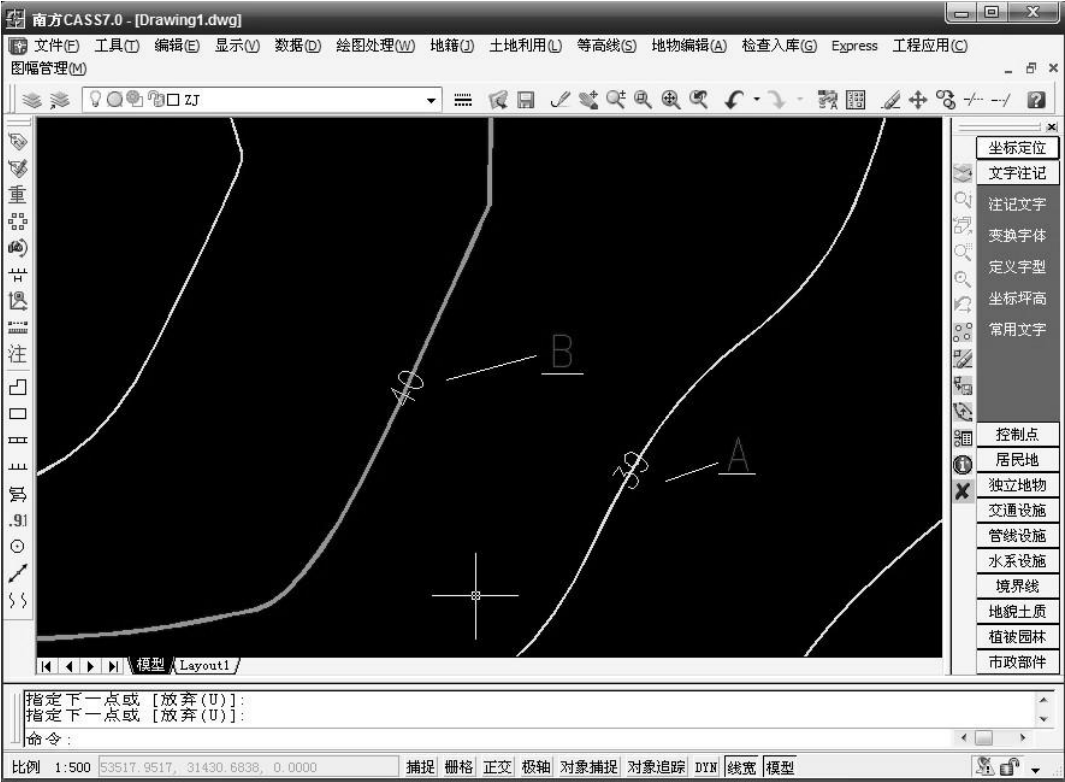 南方CASS7.0 - [Drawing1.dwg]
文件(F) 工具(T) 编辑(E) 显示(V) 数据(D) 绘图处理(W) 地籍(J) 土地利用(L) 等高线(S) 地物编辑(A) 检查入库(G) Express 工程应用(C)
图幅管理(M)
ZJ
坐标定位
文字注记
重
注记文字
变换字体
定义字型
坐标坪高
注
常用文字
B
40
A
39
控制点
居民地
独立地物
.91
交通设施
管线设施
水系设施
境界线
地貌土质
植被园林
市政部件
模型 Layout1
指定下一点或 [放弃(U)]:
指定下一点或 [放弃(U)]:
命令:
比例 1:500 53517.9517, 31430.6838, 0.0000 捕捉 栅格 正交 极轴 对象捕捉 对象追踪 DYN 线宽 模型